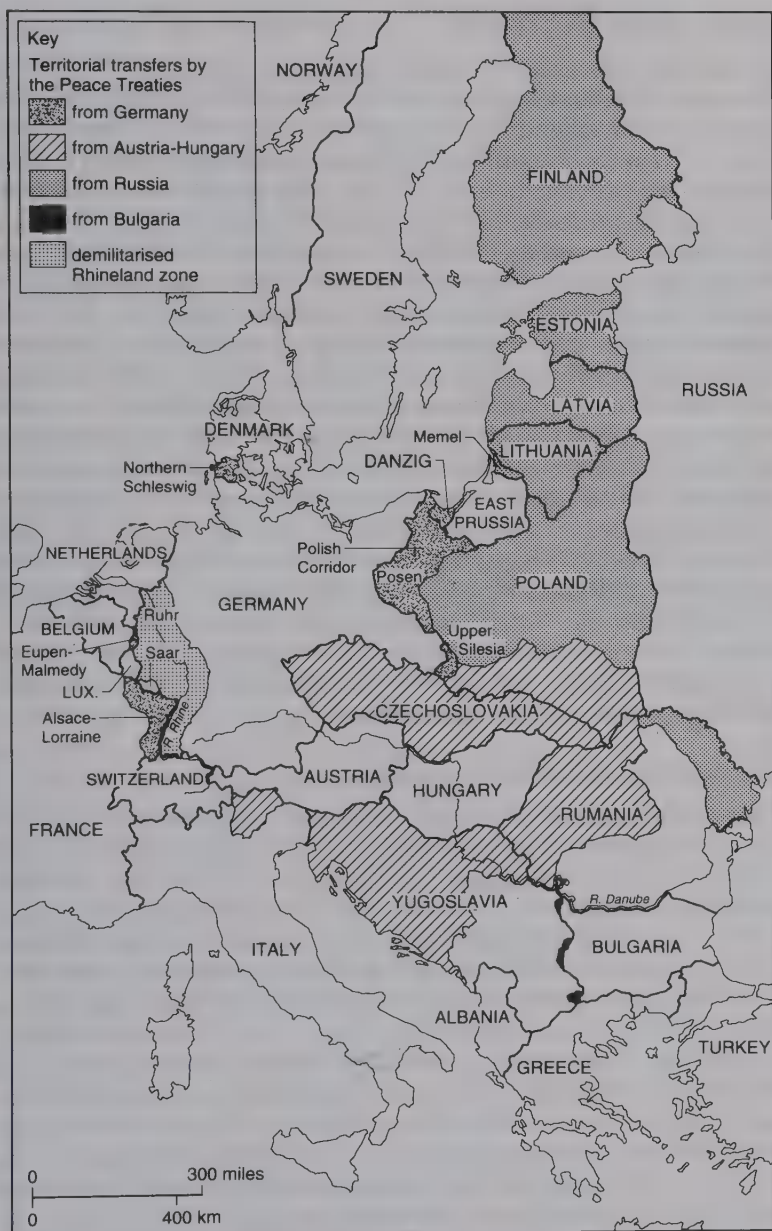 Key
Territorial transfers by
the Peace Treaties
from Germany
from Austria-Hungary
from Russia
from Bulgaria
demilitarised
Rhineland zone
NORWAY
FINLAND
SWEDEN
ESTONIA
RUSSIA
LATVIA
DENMARK
Memel
LITHUANIA
DANZIG
Northern
Schleswig
EAST
PRUSSIA
Polish
Corridor
NETHERLANDS
Posen
POLAND
GERMANY
Ruhr
BELGIUM
Upper
Silesia
Eupen-
Malmedy
Saar
LUX.
CZECHOSLOVAKIA
Alsace-
Lorraine
R. Rhine
SWITZERLAND
AUSTRIA
HUNGARY
RUMANIA
FRANCE
YUGOSLAVIA
R. Danube
ITALY
BULGARIA
ALBANIA
TURKEY
GREECE
0 300 miles
0 400 km